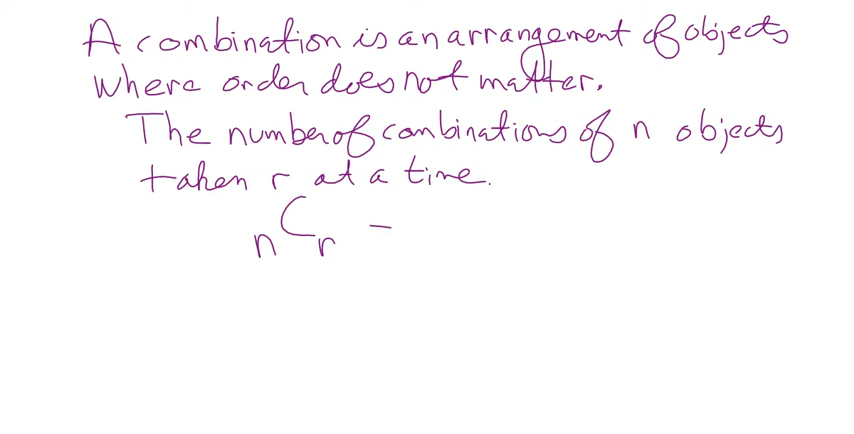 A combination is an arrangement of objects
where order does not matter.
The number of combinations of n objects
taken r at a time.
nCr −